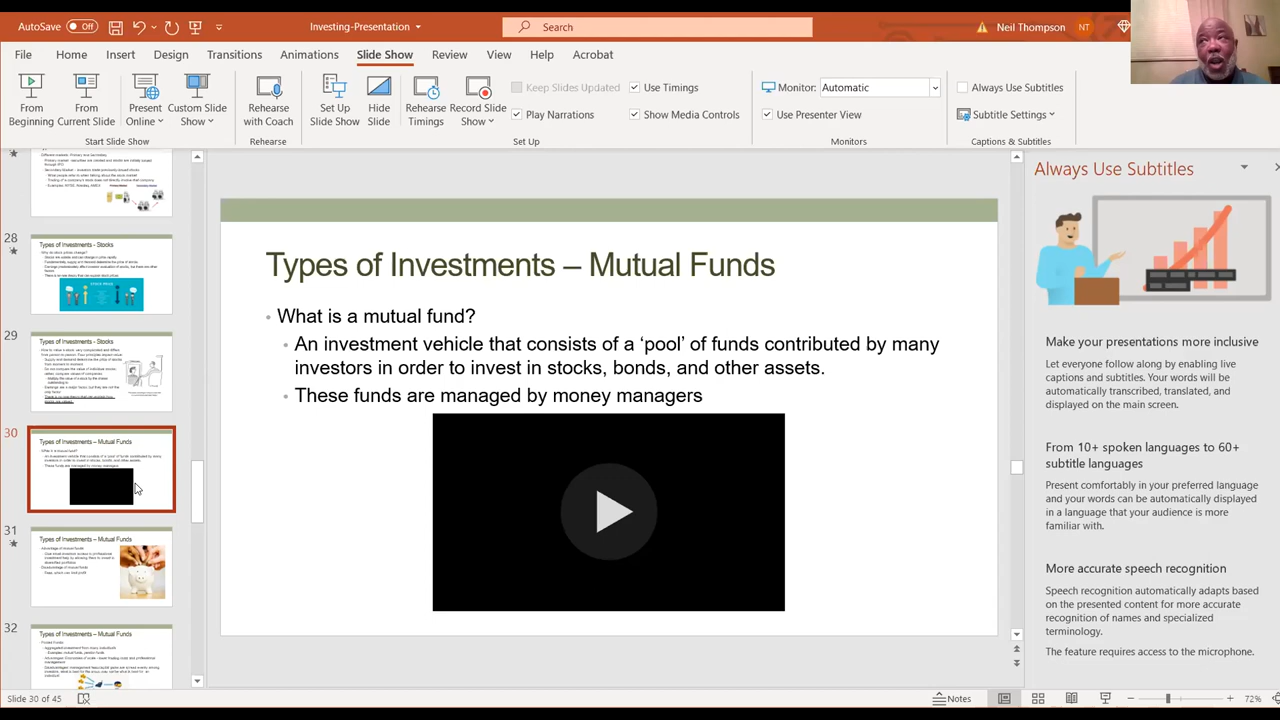 AutoSave Off Investing-Presentation Search Neil Thompson NT
File Home Insert Design Transitions Animations Slide Show Review View Help Acrobat
From Beginning
From Current Slide
Present Online
Custom Slide Show
Start Slide Show
Rehearse with Coach
Rehearse
Set Up Slide Show
Hide Slide
Rehearse Timings
Record Slide Show
Keep Slides Updated
Play Narrations
Use Timings
Show Media Controls
Set Up
Monitor: Automatic
Use Presenter View
Monitors
Always Use Subtitles
Subtitle Settings
Captions & Subtitles
28
Types of Investments - Stocks
29
Types of Investments - Stocks
30
Types of Investments – Mutual Funds
31
Types of Investments – Mutual Funds
32
Types of Investments – Mutual Funds
Types of Investments – Mutual Funds
• What is a mutual fund?
• An investment vehicle that consists of a ‘pool’ of funds contributed by many
investors in order to invest in stocks, bonds, and other assets.
• These funds are managed by money managers
Always Use Subtitles
Make your presentations more inclusive
Let everyone follow along by enabling live
captions and subtitles. Your words will be
automatically transcribed, translated, and
displayed on the main screen.
From 10+ spoken languages to 60+
subtitle languages
Present comfortably in your preferred language
and your words can be automatically displayed
in a language that your audience is more
familiar with.
More accurate speech recognition
Speech recognition automatically adapts based
on the presented content for more accurate
recognition of names and specialized
terminology.
The feature requires access to the microphone.
Slide 30 of 45
Notes
72%